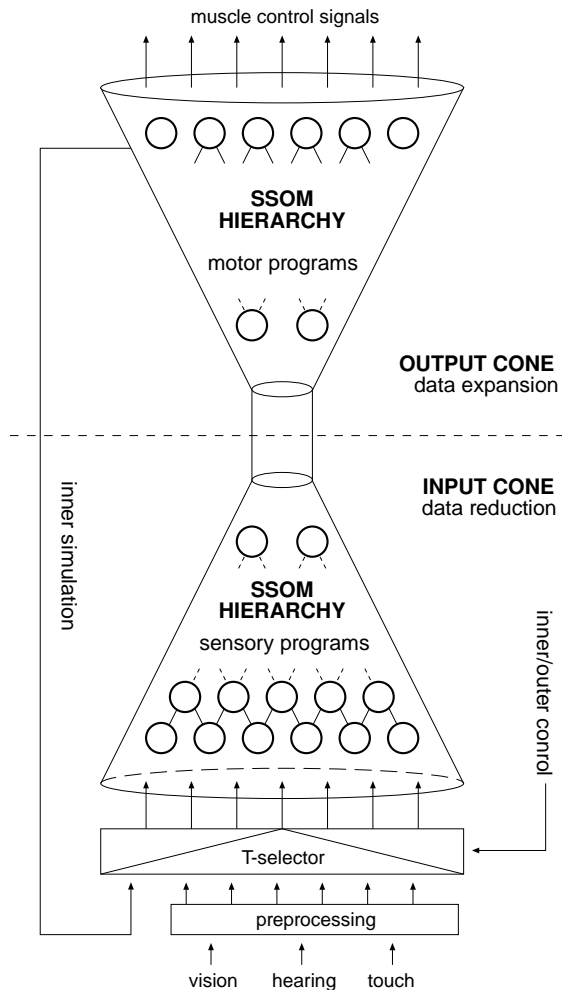 muscle control signals
SSOM
HIERARCHY
motor programs
OUTPUT CONE
data expansion
INPUT CONE
data reduction
inner simulation
SSOM
HIERARCHY
sensory programs
inner/outer conrol
T-selector
preprocessing
vision hearing touch